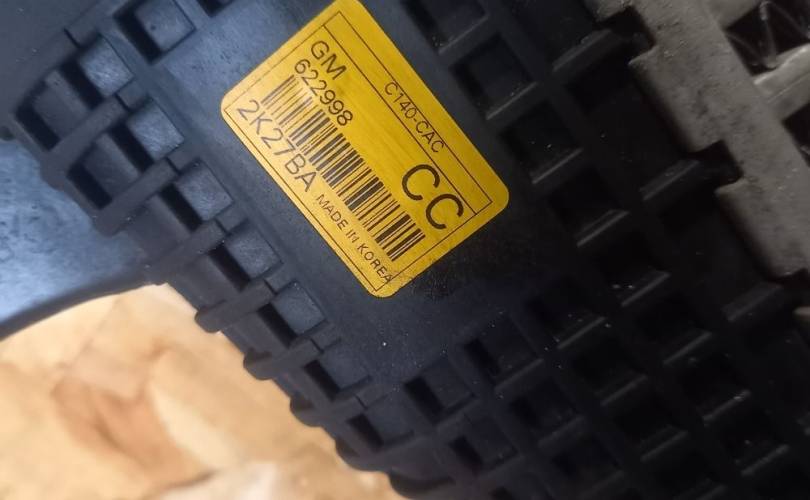 GM
C140-CAC
622998
CC
2K27BA
MADE IN KOREA